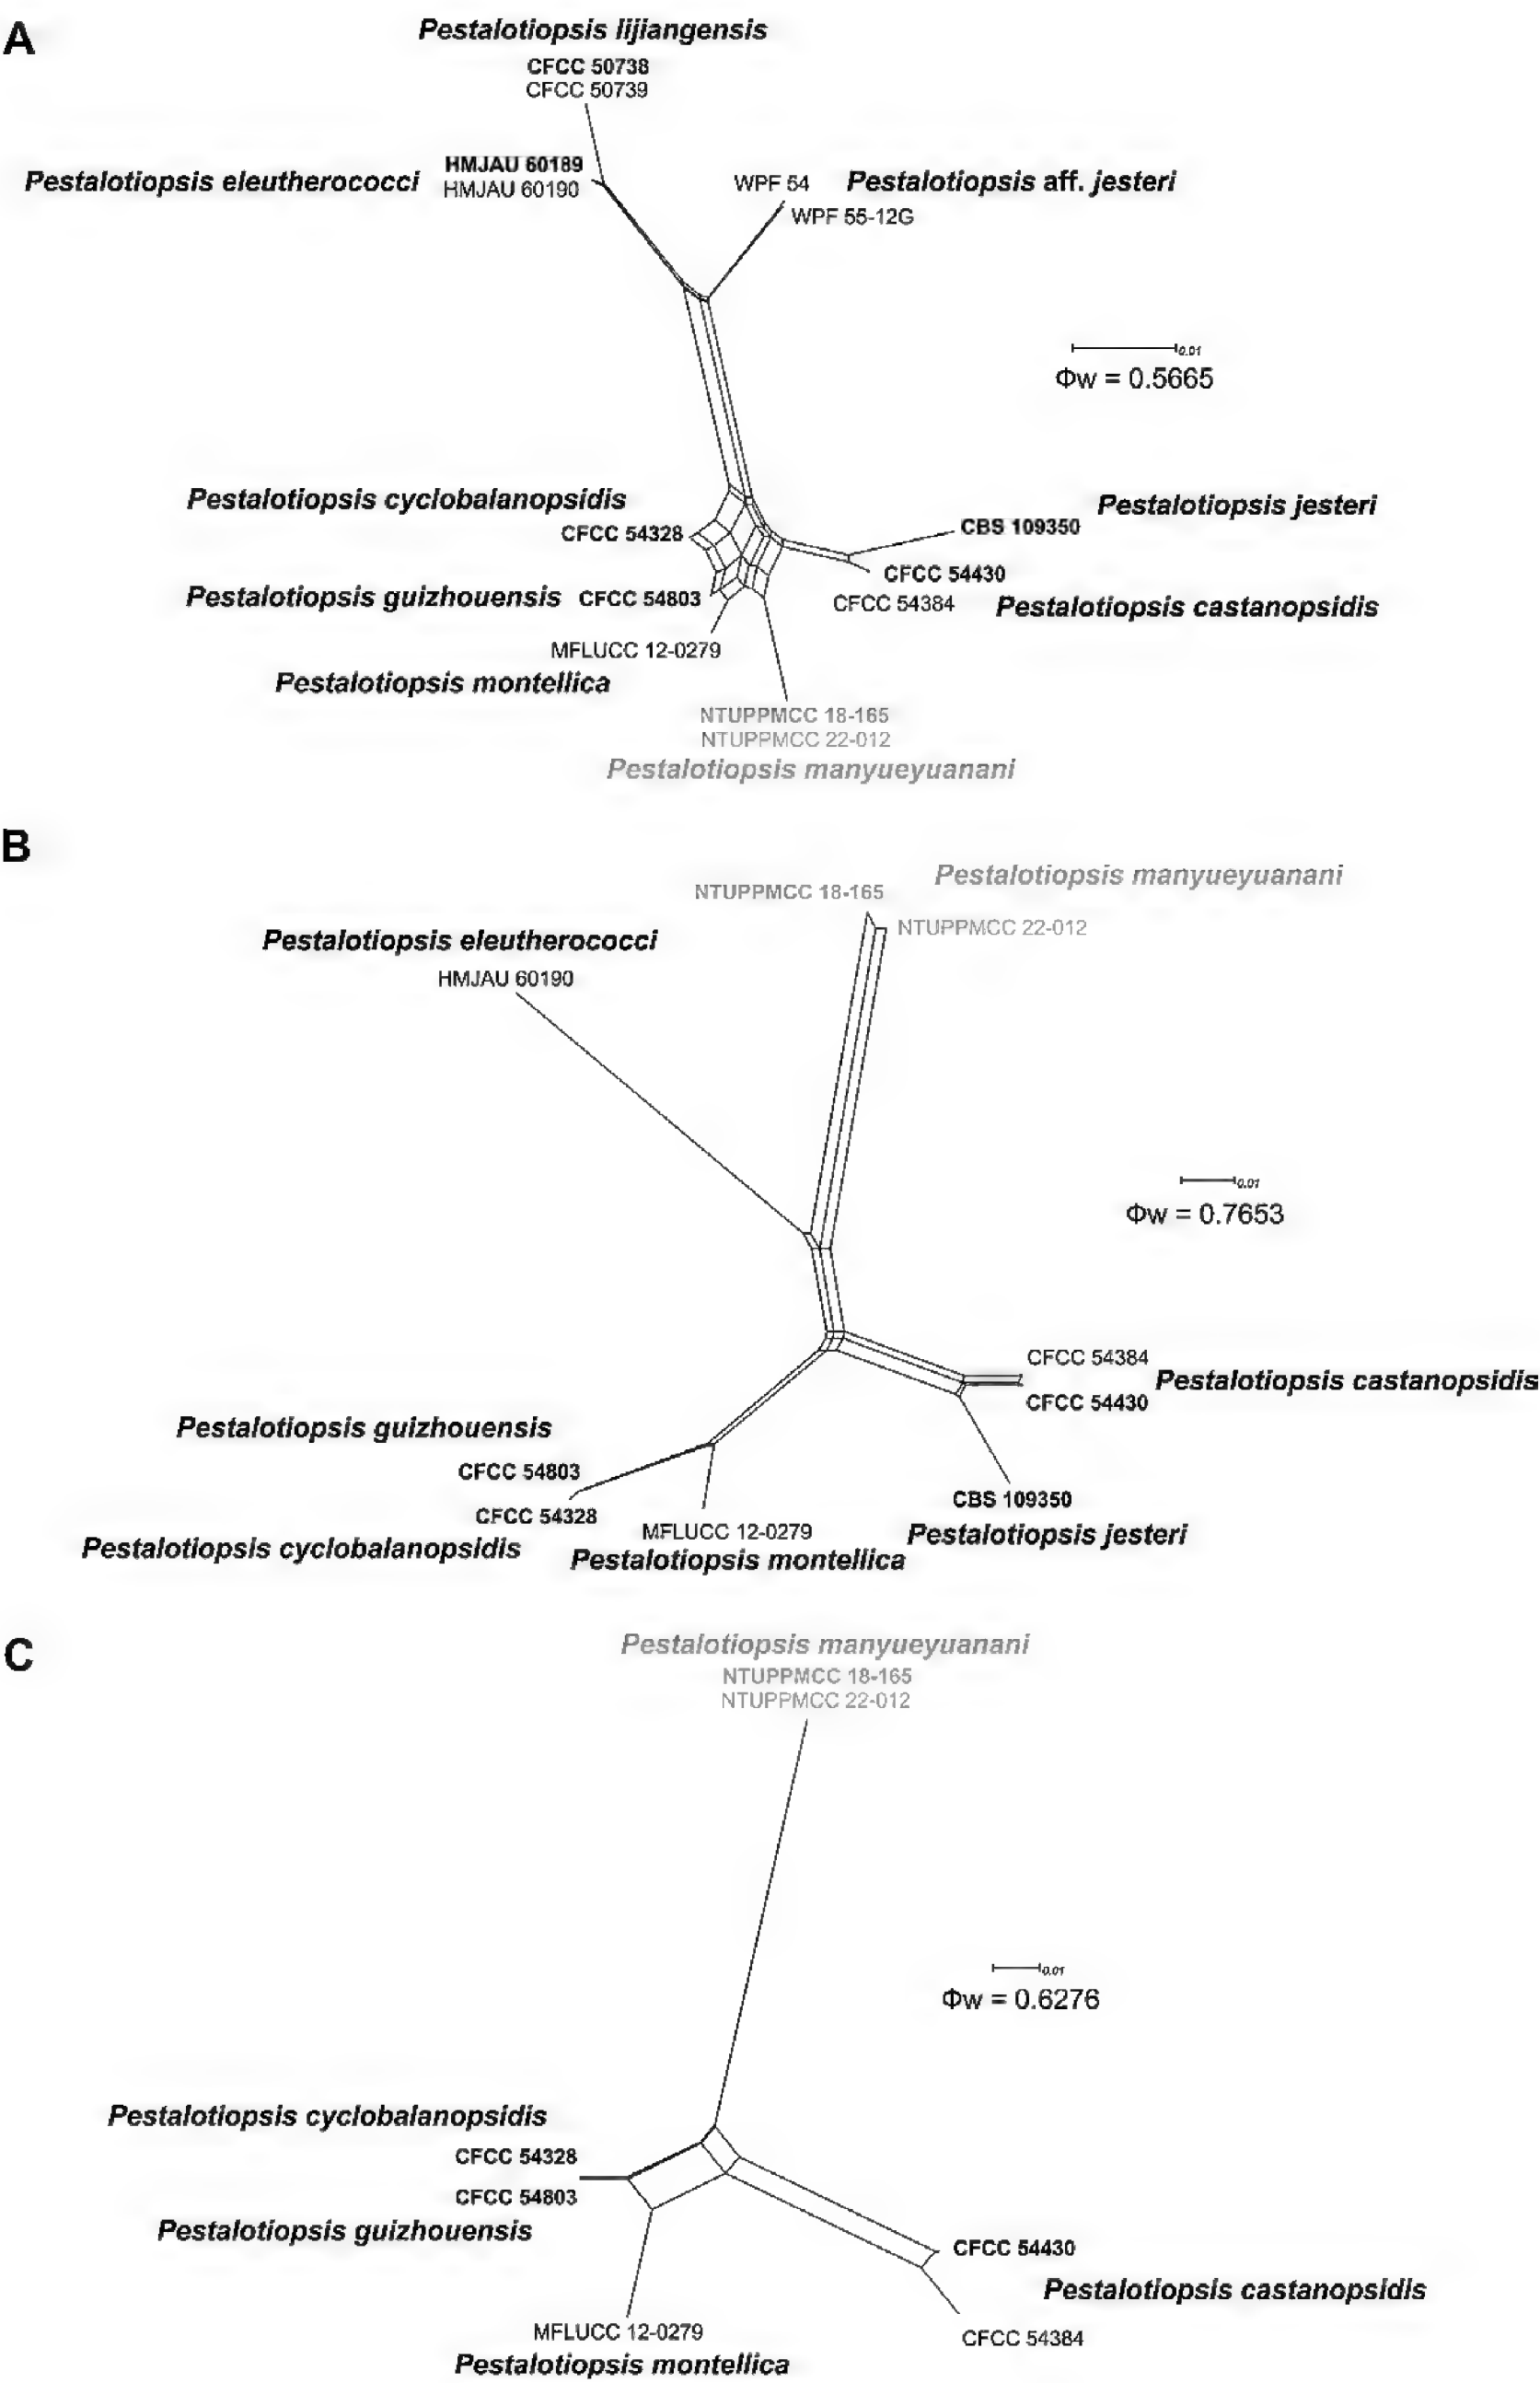 A
Pestalotiopsis lijiangensis
CFCC 50738
CFCC 50739
Pestalotiopsis eleutherococci
HMJAU 60189
HMJAU 60190
WPF 54
Pestalotiopsis aff. jesteri
WPF 55-12G
0.01
Φw = 0.5665
Pestalotiopsis cyclobalanopsidis
CFCC 54328
Pestalotiopsis jesteri
CBS 109350
CFCC 54430
CFCC 54384
Pestalotiopsis castanopsidis
Pestalotiopsis guizhouensis
CFCC 54803
MFLUCC 12-0279
Pestalotiopsis montellica
NTUPPMCC 18-165
NTUPPMCC 22-012
Pestalotiopsis manyueyuanani
B
Pestalotiopsis manyueyuanani
NTUPPMCC 18-165
NTUPPMCC 22-012
Pestalotiopsis eleutherococci
HMJAU 60190
0.01
Φw = 0.7653
CFCC 54384
Pestalotiopsis castanopsidis
CFCC 54430
Pestalotiopsis guizhouensis
CFCC 54803
CFCC 54328
Pestalotiopsis cyclobalanopsidis
MFLUCC 12-0279
Pestalotiopsis montellica
CBS 109350
Pestalotiopsis jesteri
C
Pestalotiopsis manyueyuanani
NTUPPMCC 18-165
NTUPPMCC 22-012
0.01
Φw = 0.6276
Pestalotiopsis cyclobalanopsidis
CFCC 54328
CFCC 54803
Pestalotiopsis guizhouensis
CFCC 54430
Pestalotiopsis castanopsidis
CFCC 54384
MFLUCC 12-0279
Pestalotiopsis montellica